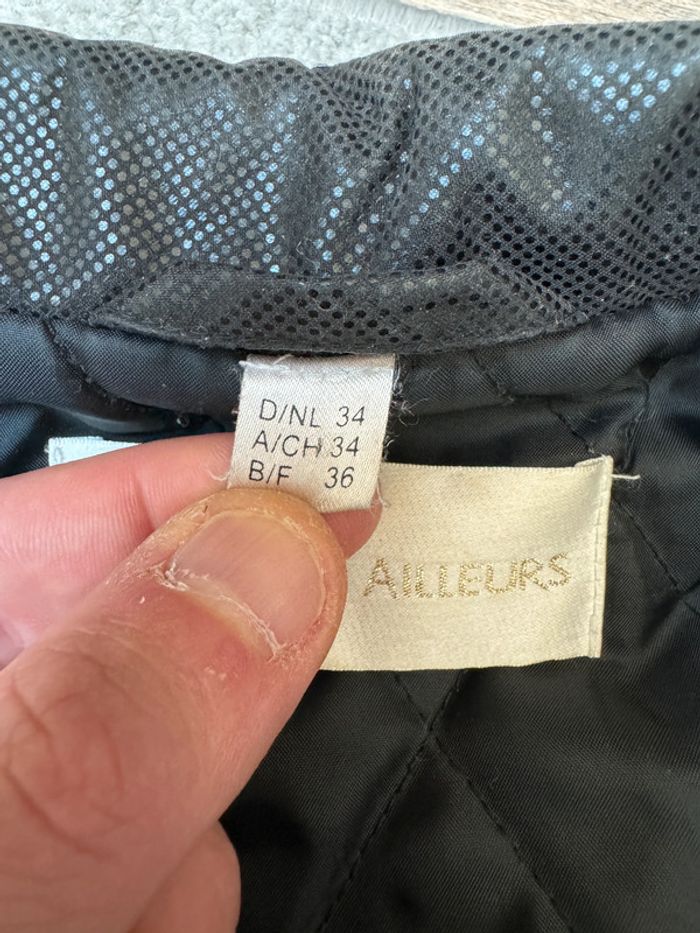 D/NL 34
A/CH 34
B/F 36
AILLEURS